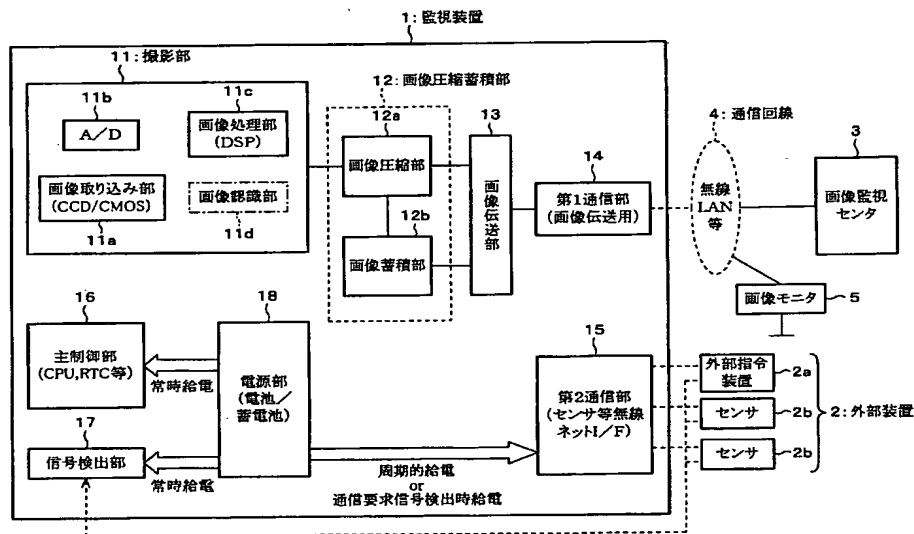 1：監視装置
11：撮影部
11b
A／D
11c
画像処理部
(DSP)
画像取り込み部
(CCD/CMOS)
11a
画像認識部
11d
12：画像圧縮蓄積部
12a
画像圧縮部
12b
画像蓄積部
13
画像伝送部
14
第1通信部
(画像伝送用)
4：通信回線
無線
LAN
等
3
画像監視
センタ
画像モニタ
5
16
主制御部
(CPU,RTC等)
常時給電
18
電源部
(電池／
蓄電池)
17
信号検出部
常時給電
周期的給電
or
通信要求信号検出時給電
15
第2通信部
(センサ等無線
ネットI／F)
外部指令
装置
2a
センサ
2b
センサ
2b
2：外部装置